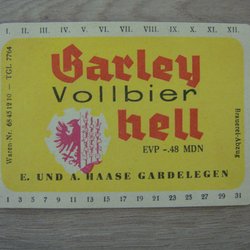 I. II. III. IV. V. VI. VII. VIII. IX. X. XI. XII.
Garley
Vollbier
hell
EVP -.48 MDN
E. UND A. HAASE GARDELEGEN
1 3 5 7 9 11 13 15 17 19 21 23 25 27 29 31
Waren-Nr. 68 45 12 10 — TGL 7764
Brauerei-Abzug